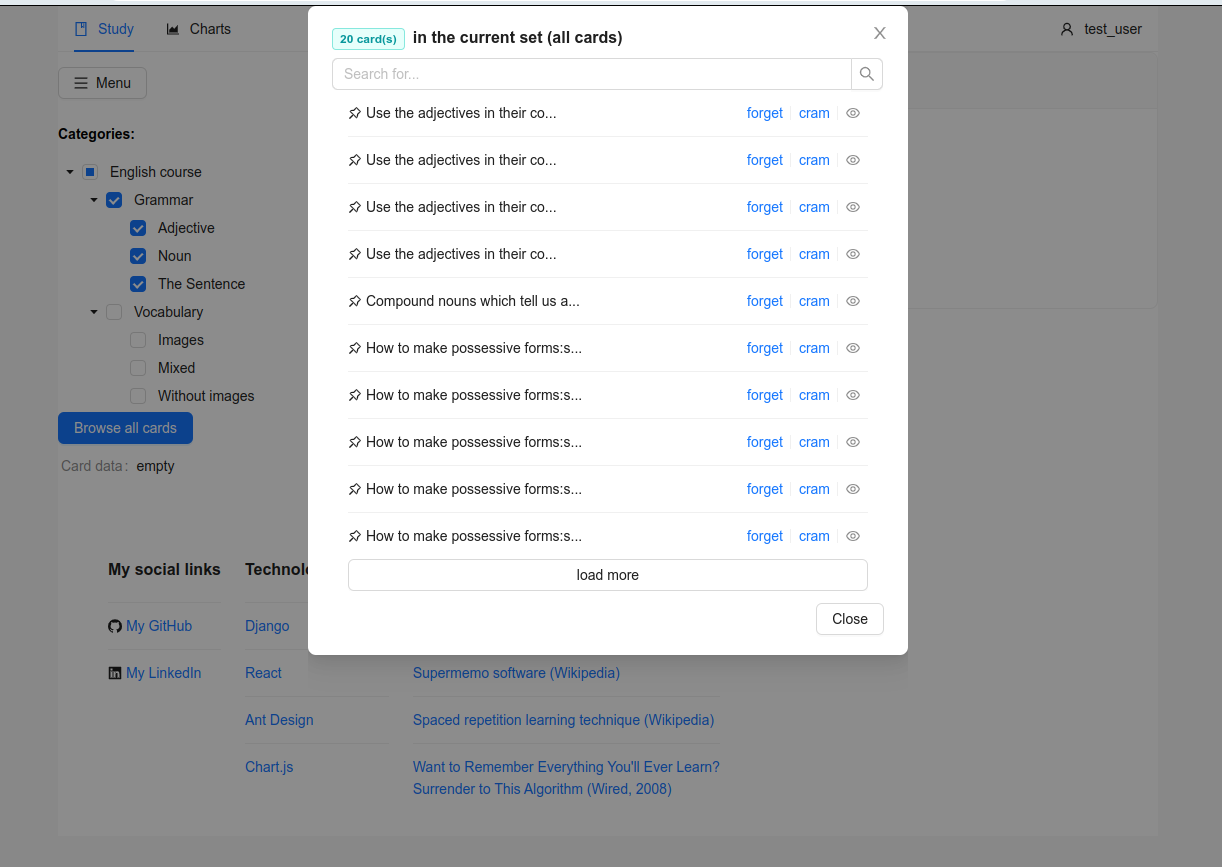 Study
Charts
test_user
Menu
Categories:
English course
Grammar
Adjective
Noun
The Sentence
Vocabulary
Images
Mixed
Without images
Browse all cards
Card data: empty
20 card(s) in the current set (all cards)
Search for...
Use the adjectives in their co... forget cram
Use the adjectives in their co... forget cram
Use the adjectives in their co... forget cram
Use the adjectives in their co... forget cram
Compound nouns which tell us a... forget cram
How to make possessive forms:s... forget cram
How to make possessive forms:s... forget cram
How to make possessive forms:s... forget cram
How to make possessive forms:s... forget cram
How to make possessive forms:s... forget cram
load more
Close
My social links
My GitHub
My LinkedIn
Technolo
Django
React
Ant Design
Chart.js
Supermemo software (Wikipedia)
Spaced repetition learning technique (Wikipedia)
Want to Remember Everything You'll Ever Learn?
Surrender to This Algorithm (Wired, 2008)